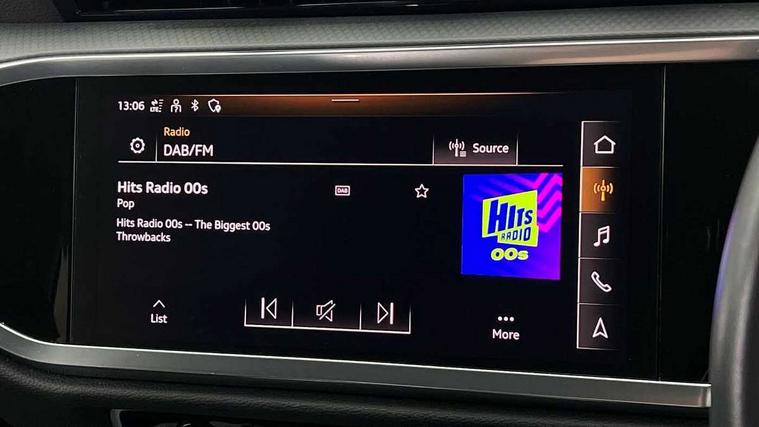 13:06
Radio
DAB/FM
Source
Hits Radio 00s
DAB
Pop
Hits Radio 00s -- The Biggest 00s
Throwbacks
HITS
RADIO
00s
List
More